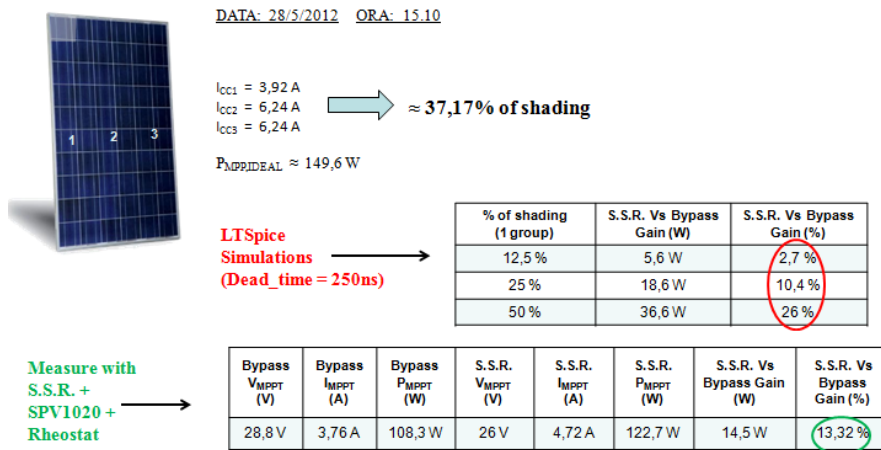 DATA: 28/5/2012 ORA: 15.10
ICC1 = 3,92 A
ICC2 = 6,24 A
ICC3 = 6,24 A
≈ 37,17% of shading
1 2 3
PMPP,IDEAL ≈ 149,6 W
LTSpice
Simulations
(Dead_time = 250ns)
% of shading (1 group) S.S.R. Vs Bypass Gain (W) S.S.R. Vs Bypass Gain (%)
12,5 % 5,6 W 2,7 %
25 % 18,6 W 10,4 %
50 % 36,6 W 26 %
Measure with
S.S.R. +
SPV1020 +
Rheostat
Bypass VMPPT (V) Bypass IMPPT (A) Bypass PMPPT (W) S.S.R. VMPPT (V) S.S.R. IMPPT (A) S.S.R. PMPPT (W) S.S.R. Vs Bypass Gain (W) S.S.R. Vs Bypass Gain (%)
28,8 V 3,76 A 108,3 W 26 V 4,72 A 122,7 W 14,5 W 13,32 %